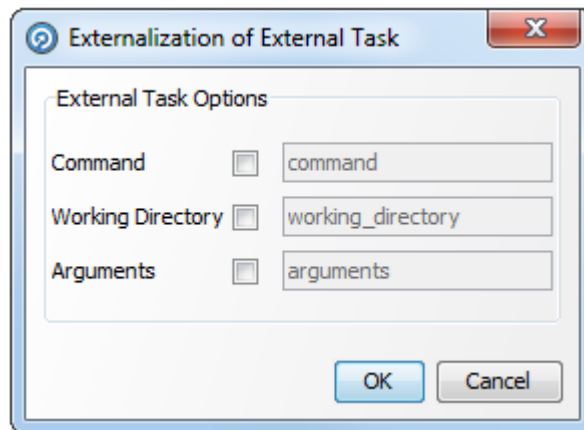 Externalization of External Task
External Task Options
Command command
Working Directory working_directory
Arguments arguments
OK Cancel